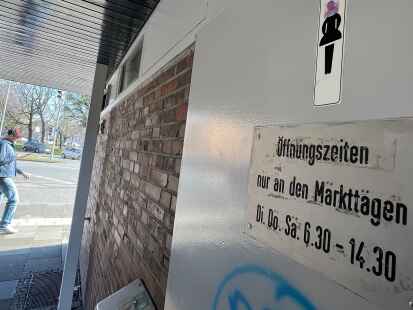 Öffnungszeiten
nur an den Markttagen
Di. Do. Sa. 6.30 - 14.30